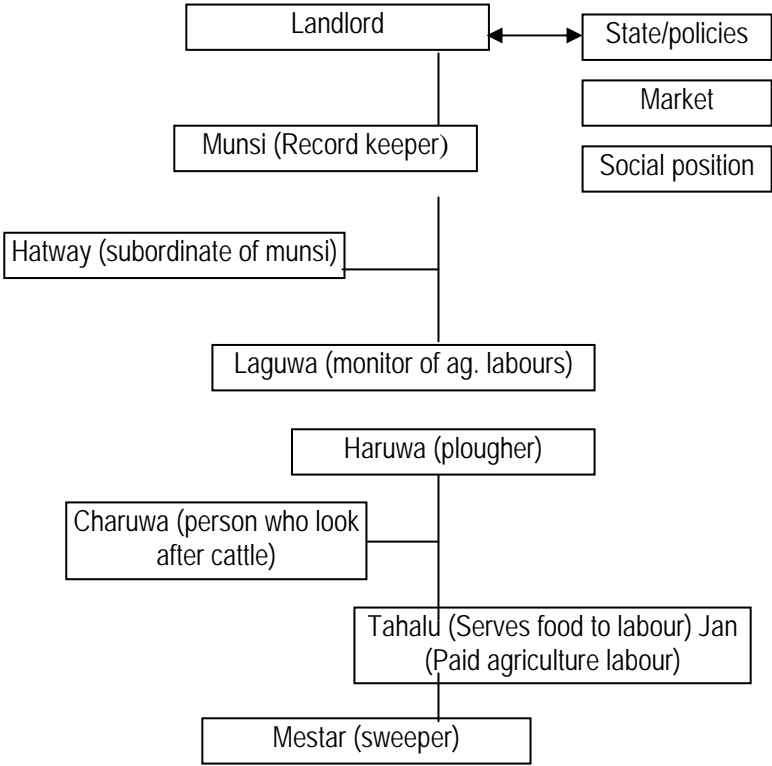 Landlord
State/policies
Market
Munsi (Record keeper)
Social position
Hatway (subordinate of munsi)
Laguwa (monitor of ag. labours)
Haruwa (plougher)
Charuwa (person who look
after cattle)
Tahalu (Serves food to labour) Jan
(Paid agriculture labour)
Mestar (sweeper)